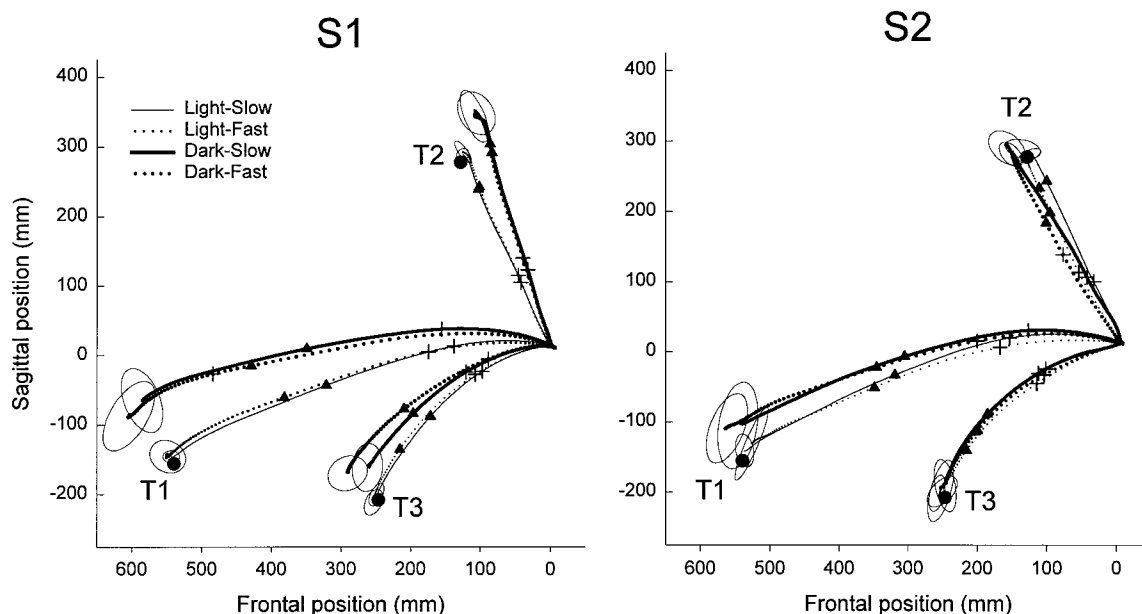 S1
400
300
200
100
0
-100
-200
Sagittal position (mm)
Light-Slow
Light-Fast
Dark-Slow
Dark-Fast
T2
T1
T3
600 500 400 300 200 100 0
Frontal position (mm)
S2
400
300
200
100
0
-100
-200
T2
T1
T3
600 500 400 300 200 100 0
Frontal position (mm)